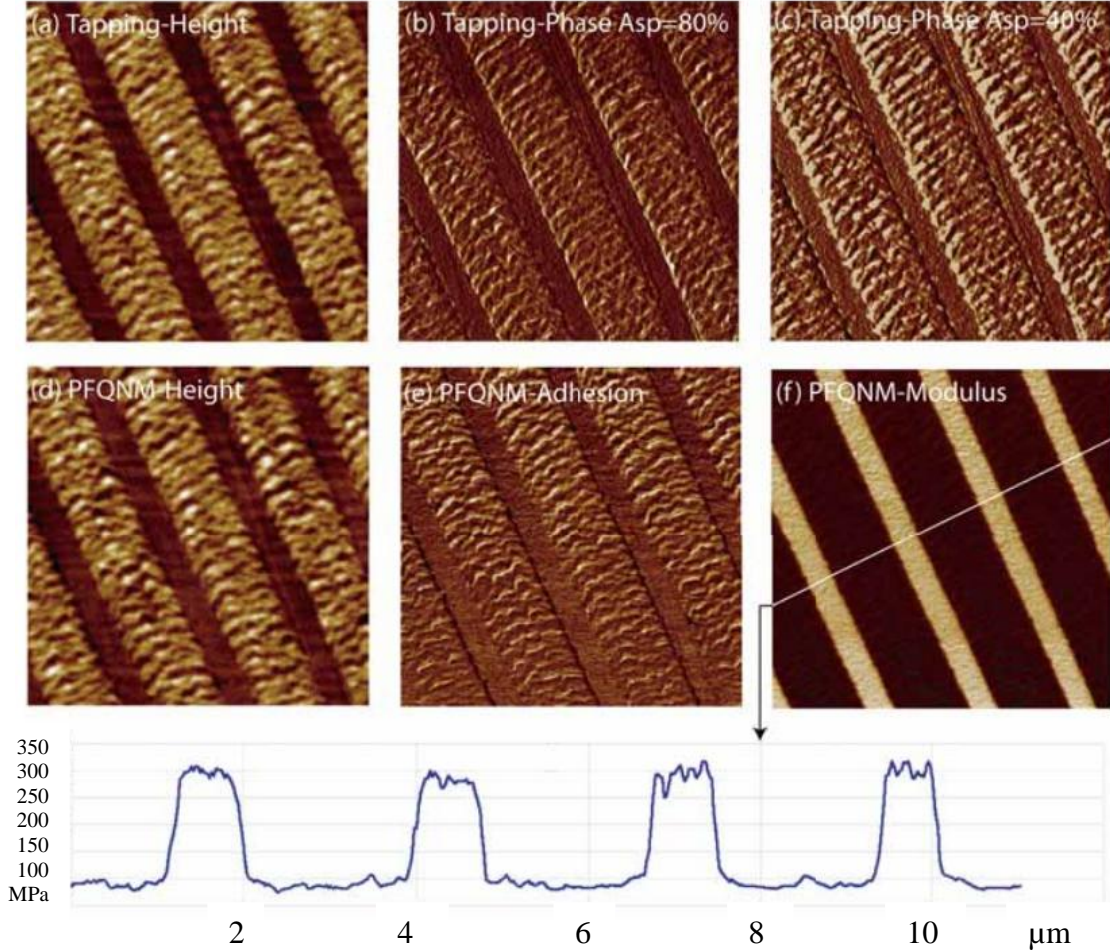 (a) Tapping-Height
(b) Tapping-Phase Asp=80%
(c) Tapping-Phase Asp=40%
(d) PFQNM-Height
(e) PFQNM-Adhesion
(f) PFQNM-Modulus
350
300
250
200
150
100
MPa
2 4 6 8 10 µm